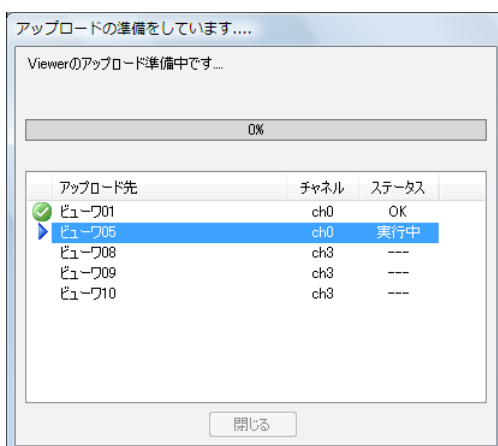 アップロードの準備をしています....
Viewerのアップロード準備中です...
0%
アップロード先 チャネル ステータス
ビューワ01 ch0 OK
ビューワ05 ch0 実行中
ビューワ08 ch3 ---
ビューワ09 ch3 ---
ビューワ10 ch3 ---
閉じる